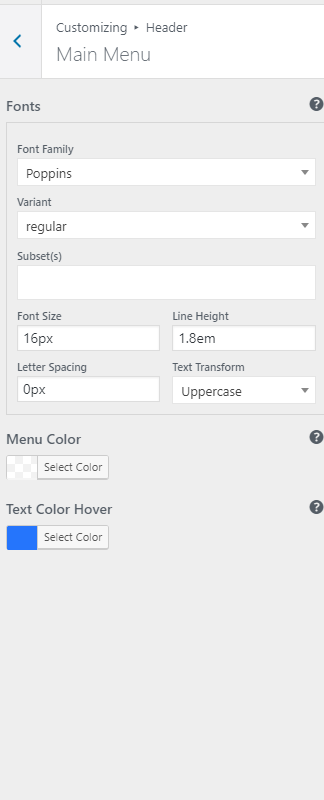 Customizing ▸ Header
Main Menu
Fonts
Font Family
Poppins
Variant
regular
Subset(s)
Font Size Line Height
16px 1.8em
Letter Spacing Text Transform
0px Uppercase
Menu Color
Select Color
Text Color Hover
Select Color